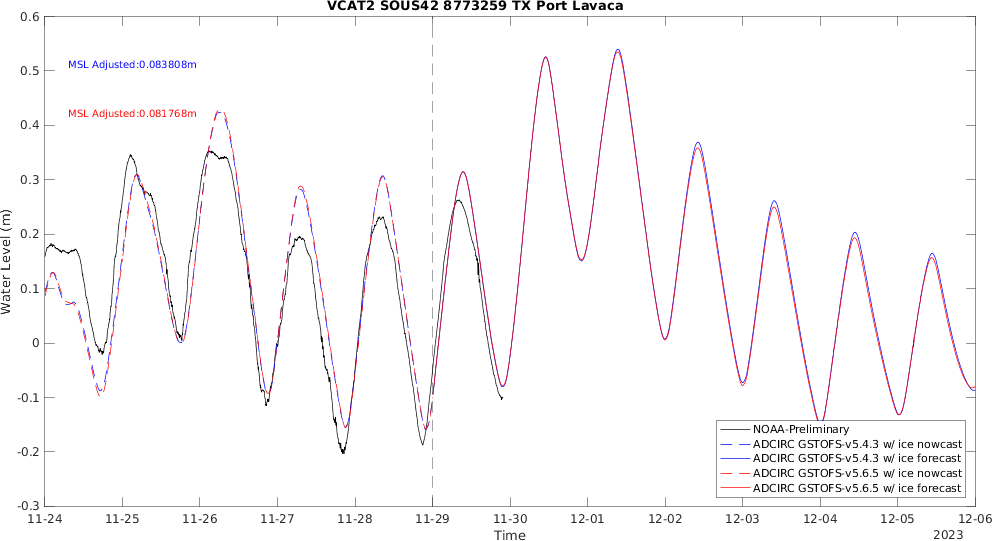 VCAT2 SOUS42 8773259 TX Port Lavaca
MSL Adjusted:0.083808m
MSL Adjusted:0.081768m
Water Level (m)
0.6
0.5
0.4
0.3
0.2
0.1
0
-0.1
-0.2
-0.3
NOAA-Preliminary
ADCIRC GSTOFS-v5.4.3 w/ ice nowcast
ADCIRC GSTOFS-v5.4.3 w/ ice forecast
ADCIRC GSTOFS-v5.6.5 w/ ice nowcast
ADCIRC GSTOFS-v5.6.5 w/ ice forecast
11-24 11-25 11-26 11-27 11-28 11-29 11-30 12-01 12-02 12-03 12-04 12-05 12-06
Time
2023